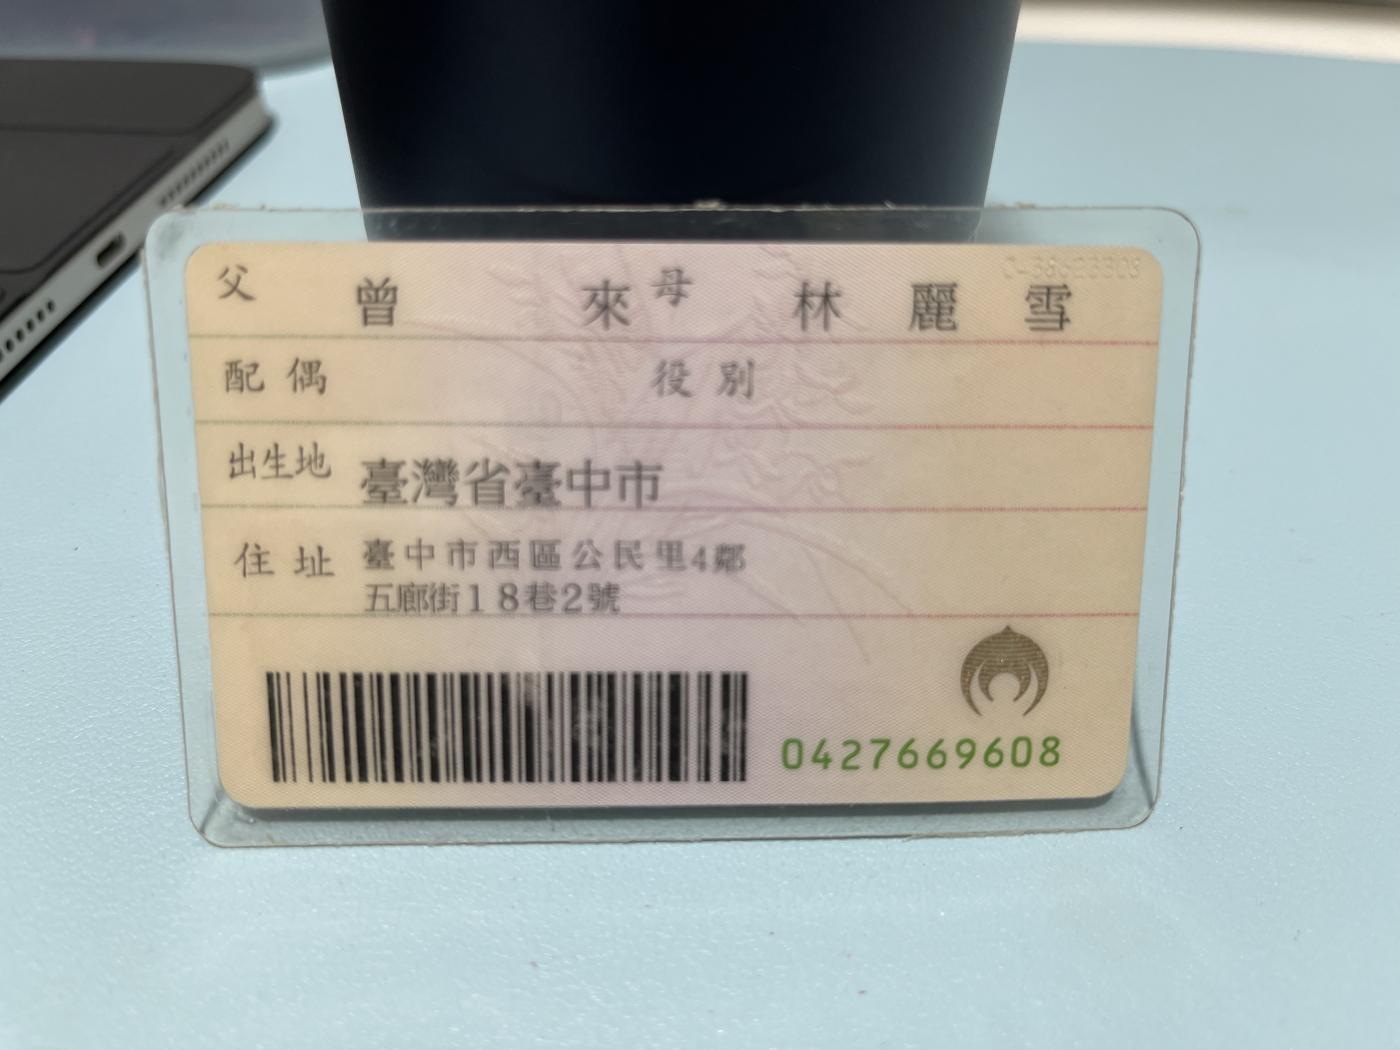 父 曾 來 母 林 麗 雪
配偶 役別
出生地 臺灣省臺中市
住址 臺中市西區公民里4鄰
五廊街18巷2號
0427669608